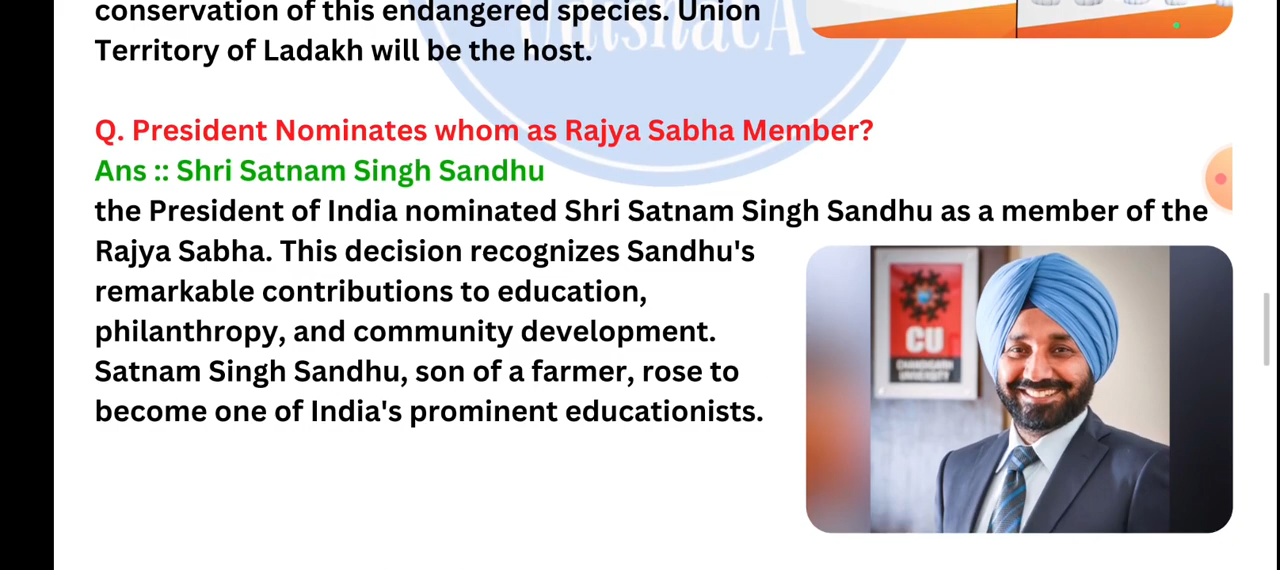 conservation of this endangered species. Union
Territory of Ladakh will be the host.
Q. President Nominates whom as Rajya Sabha Member?
Ans :: Shri Satnam Singh Sandhu
the President of India nominated Shri Satnam Singh Sandhu as a member of the
Rajya Sabha. This decision recognizes Sandhu's
remarkable contributions to education,
philanthropy, and community development.
Satnam Singh Sandhu, son of a farmer, rose to
become one of India's prominent educationists.
CU
CHANDIGARH
UNIVERSITY